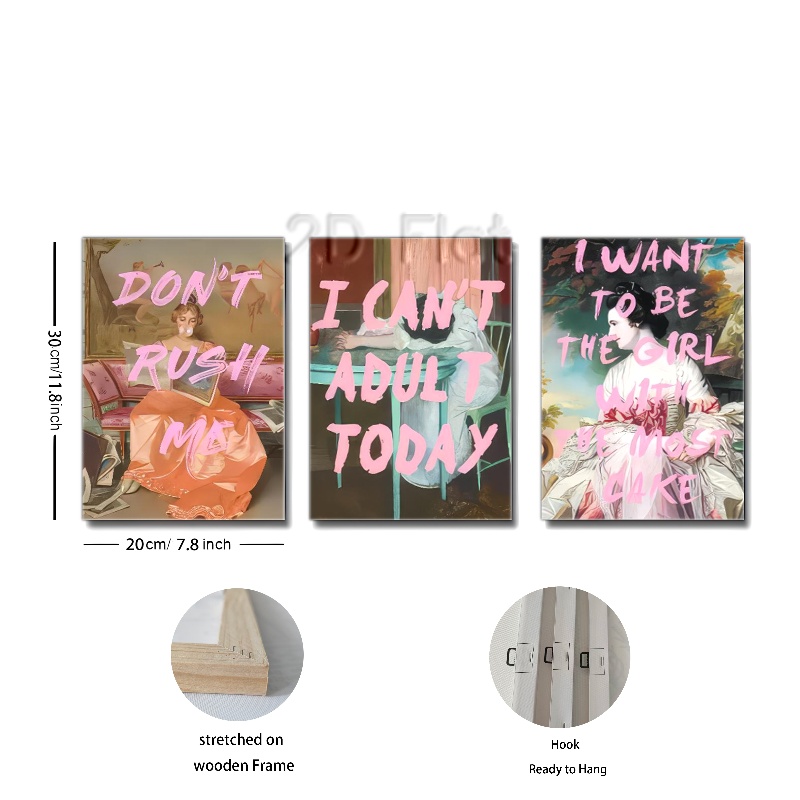 2D Flat
DON'T
RUSH
ME
I CAN'T
ADULT
TODAY
I WANT
TO BE
THE GIRL
WITH
THE MOST
CAKE
30cm/11.8inch
20cm/ 7.8 inch
stretched on
wooden Frame
Hook
Ready to Hang